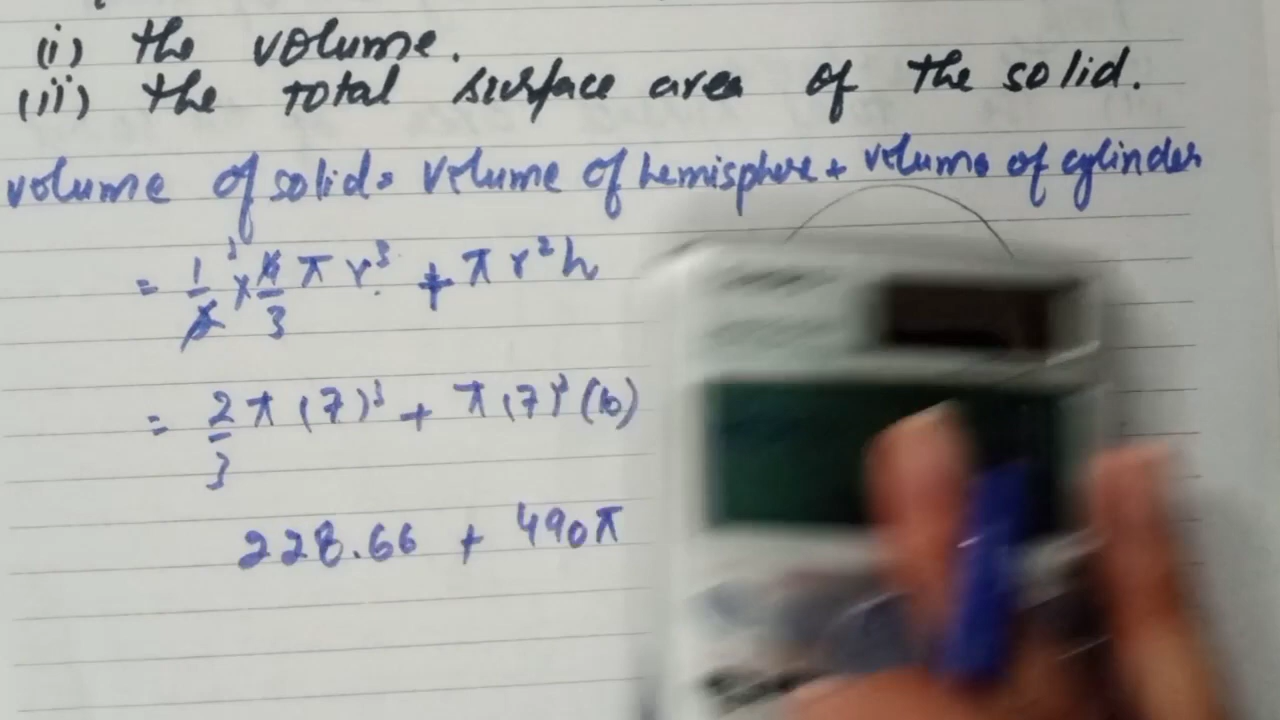 (i) the volume.
(ii) the total surface area of the solid.
volume of solid = volume of hemisphere + volume of cylinder
= 1/2 × 4/3 π r³ + π r² h
= 2/3 π (7)³ + π (7)² (10)
228.66 + 490π